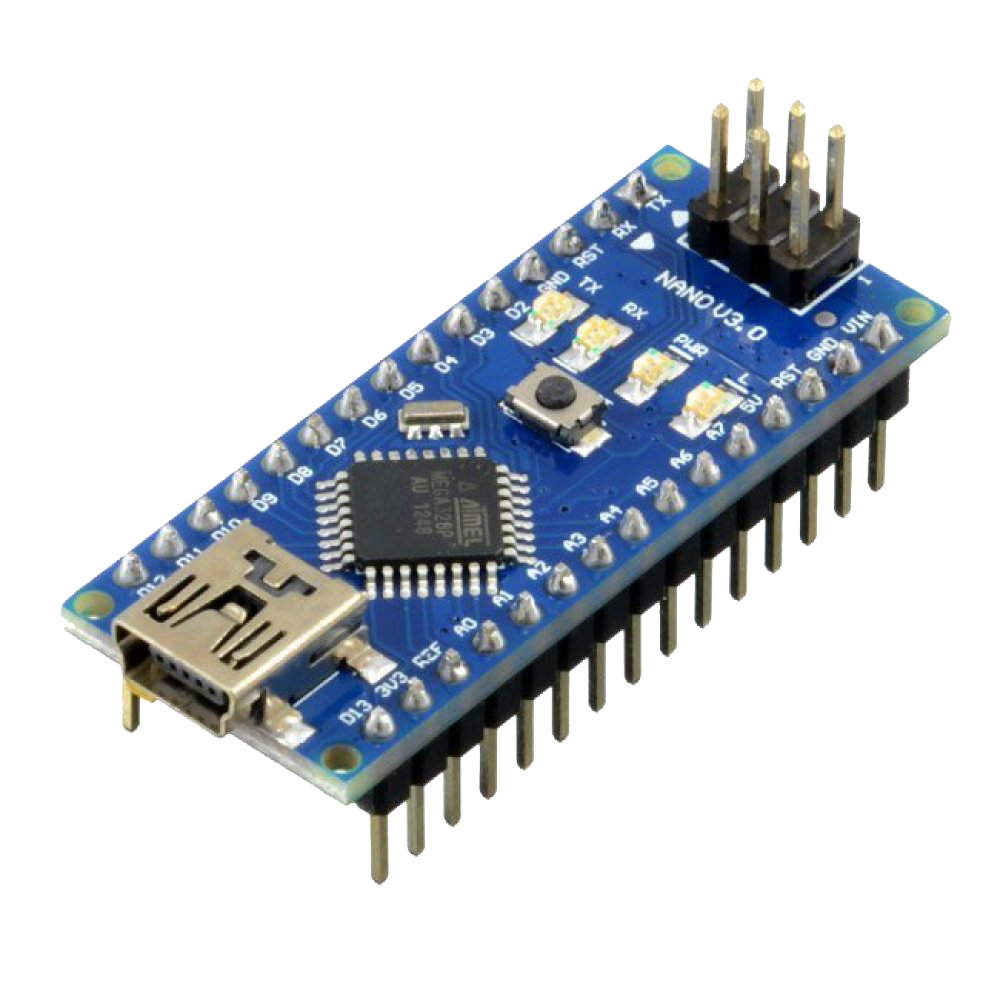 TX
RX
RST
GND
D2
D3
D4
D5
D6
D7
D8
D9
D10
D11
D12
TX
RX
PWR
L
NANO V3.0
1
VIN
GND
RST
5V
A7
A6
A5
A4
A3
A2
A1
A0
REF
3V3
D13
ATMEL
MEGA328P
AU 1248